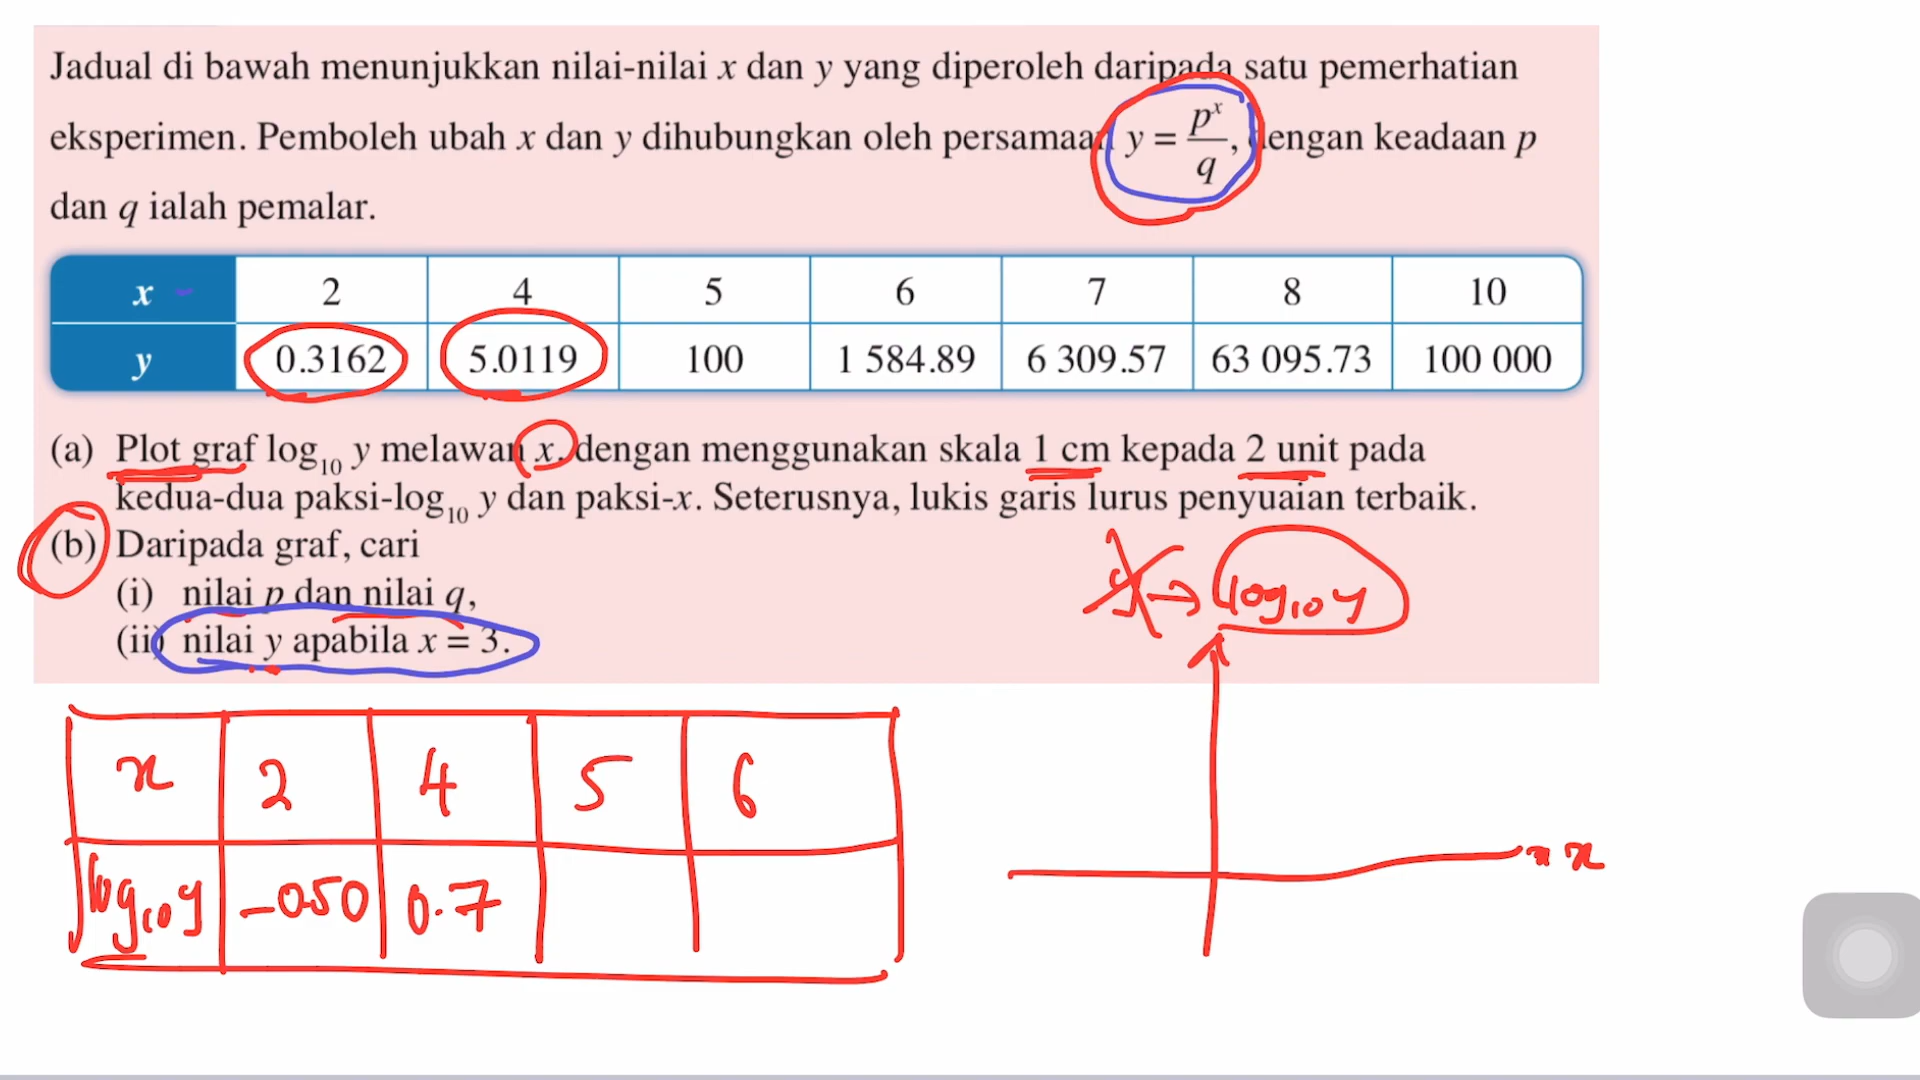 Jadual di bawah menunjukkan nilai-nilai x dan y yang diperoleh daripada satu pemerhatian
eksperimen. Pemboleh ubah x dan y dihubungkan oleh persamaan y = p^x/q, dengan keadaan p
dan q ialah pemalar.
x 2 4 5 6 7 8 10
y 0.3162 5.0119 100 1 584.89 6 309.57 63 095.73 100 000
(a) Plot graf log₁₀ y melawan x, dengan menggunakan skala 1 cm kepada 2 unit pada
kedua-dua paksi-log₁₀ y dan paksi-x. Seterusnya, lukis garis lurus penyuaian terbaik.
(b) Daripada graf, cari
(i) nilai p dan nilai q,
(ii) nilai y apabila x = 3.
y → log₁₀ y
x 2 4 5 6
log₁₀ y -0.50 0.7
x